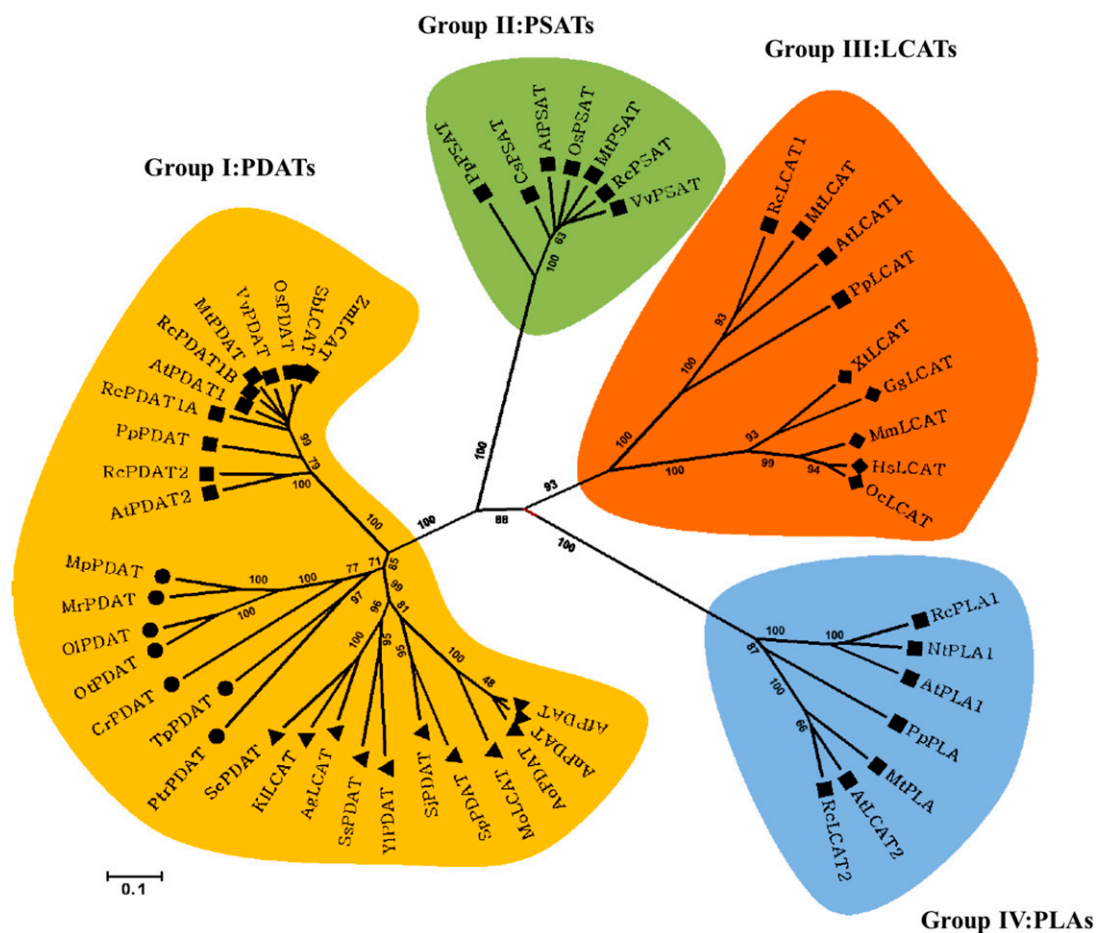 Group II:PSATs
Group III:LCATs
Group I:PDATs
PpPSAT
CsPSAT
AtPSAT
OsPSAT
MtPSAT
RcPSAT
VvPSAT
63
100
100
RcLCAT1
MtLCAT
AtLCAT1
PpLCAT
XtLCAT
GgLCAT
MmLCAT
HsLCAT
OcLCAT
93
100
100
93
99
94
100
93
88
100
ZmLCAT
SbLCAT
OsPDAT
VvPDAT
MtPDAT
RcPDAT1B
AtPDAT1
RcPDAT1A
PpPDAT
RcPDAT2
AtPDAT2
99
79
100
100
100
MpPDAT
MrPDAT
OlPDAT
OtPDAT
CrPDAT
TpPDAT
PtrPDAT
ScPDAT
KlLCAT
AgLCAT
SsPDAT
YlPDAT
SjPDAT
SpPDAT
MoLCAT
AoPDAT
AnPDAT
AfPDAT
100
100
100
77
71
85
97
99
96
81
100
95
56
100
48
RcPLA1
NtPLA1
AtPLA1
PpPLA
MtPLA
AtLCAT2
RcLCAT2
100
100
87
100
66
0.1
Group IV:PLAs